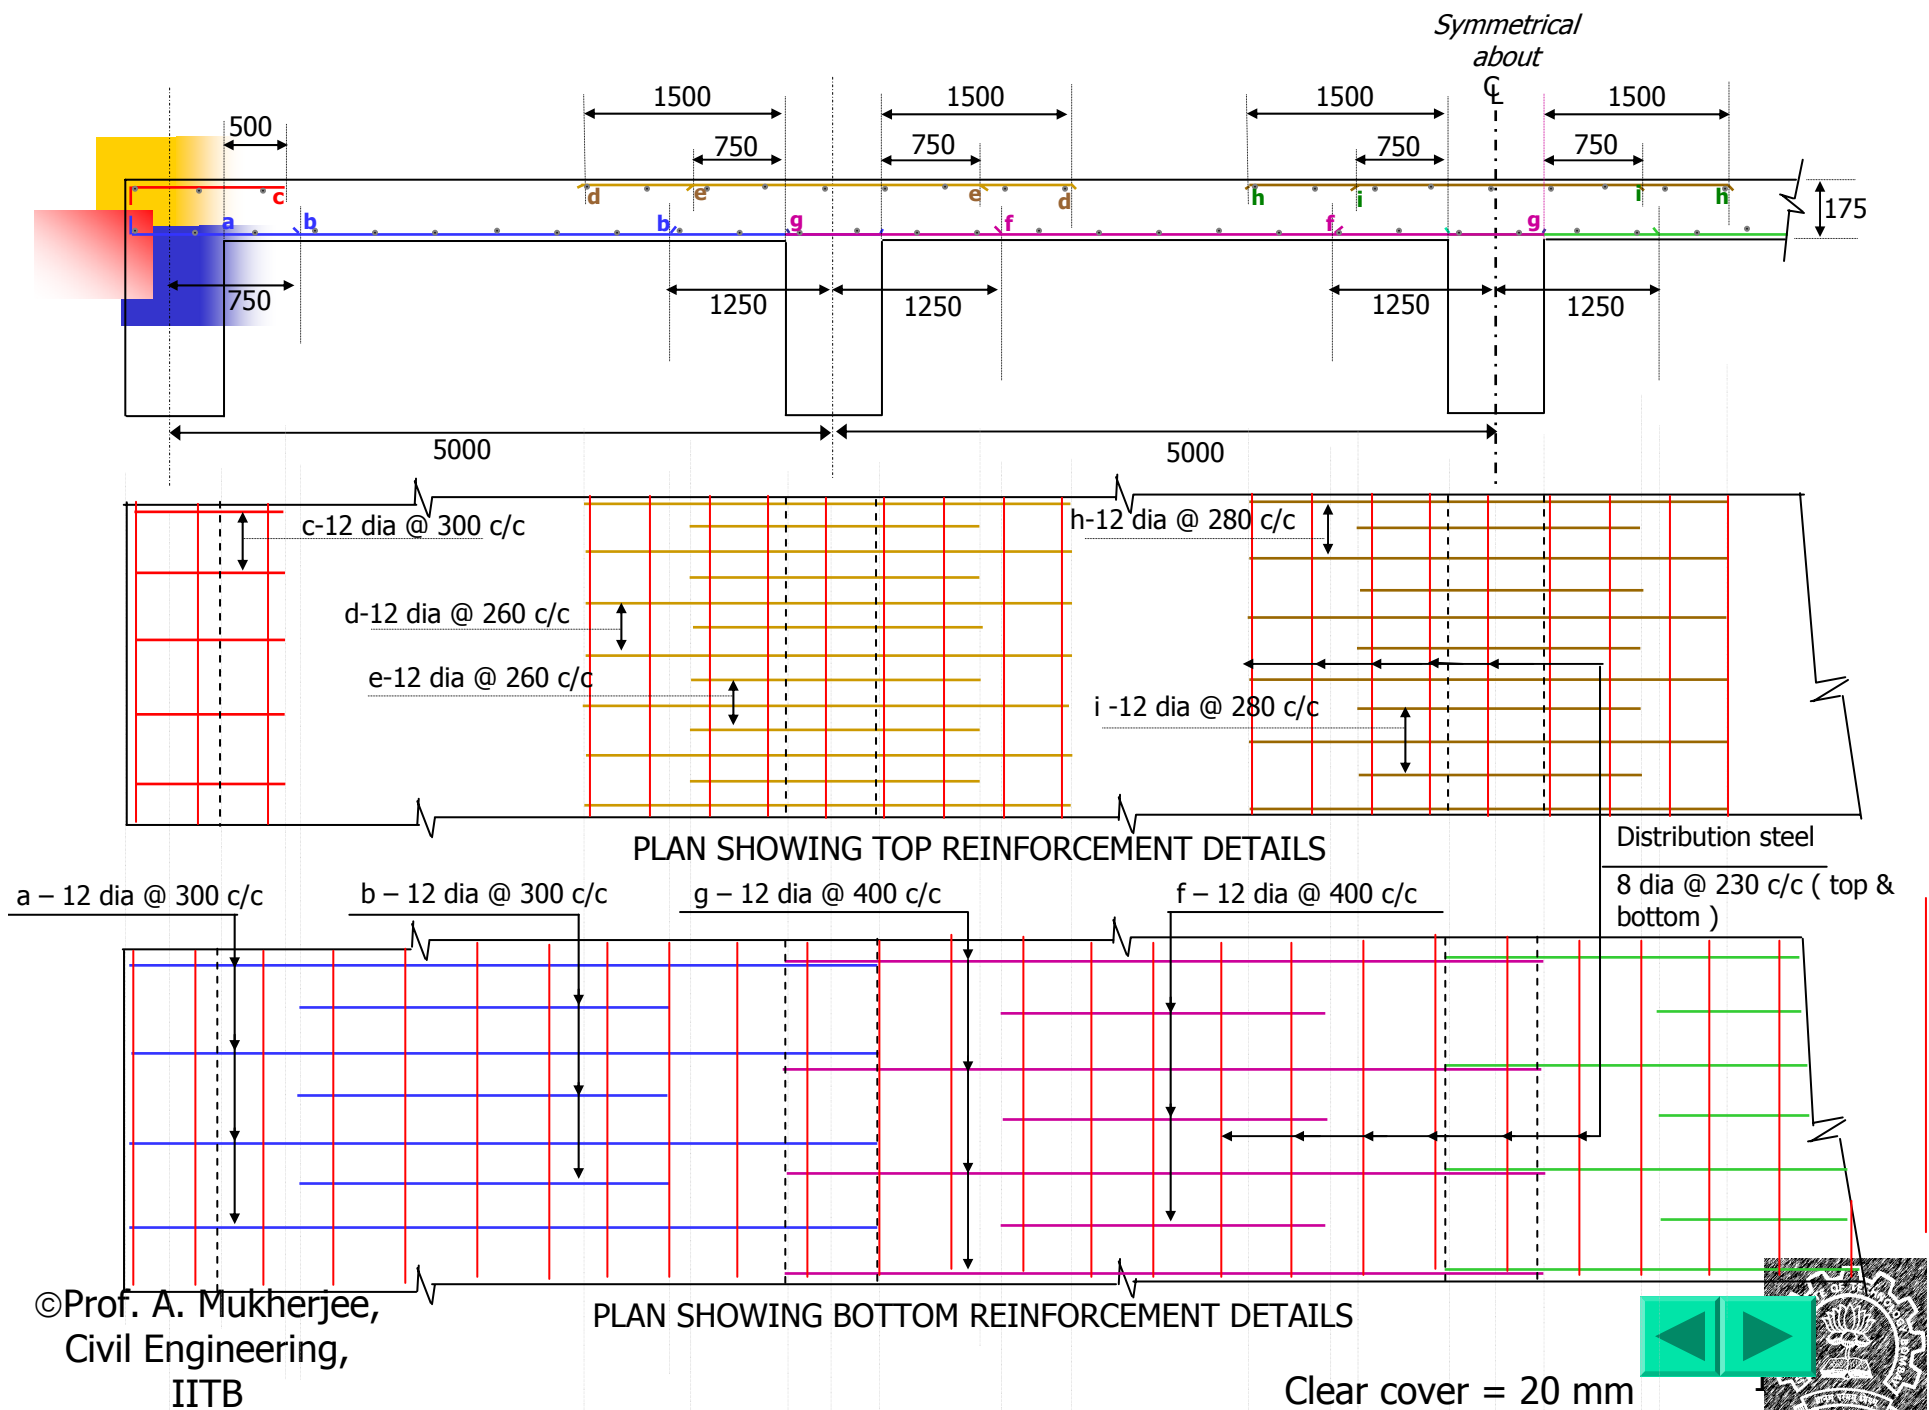 Symmetrical
about
℄
1500
1500
1500
1500
500
750
750
750
750
c
d
e
e
d
h
i
i
h
175
a
b
b
g
f
f
g
750
1250
1250
1250
1250
5000
5000
c-12 dia @ 300 c/c
h-12 dia @ 280 c/c
d-12 dia @ 260 c/c
e-12 dia @ 260 c/c
i -12 dia @ 280 c/c
PLAN SHOWING TOP REINFORCEMENT DETAILS
Distribution steel
8 dia @ 230 c/c ( top &
bottom )
a – 12 dia @ 300 c/c
b – 12 dia @ 300 c/c
g – 12 dia @ 400 c/c
f – 12 dia @ 400 c/c
PLAN SHOWING BOTTOM REINFORCEMENT DETAILS
©Prof. A. Mukherjee,
Civil Engineering,
IITB
Clear cover = 20 mm